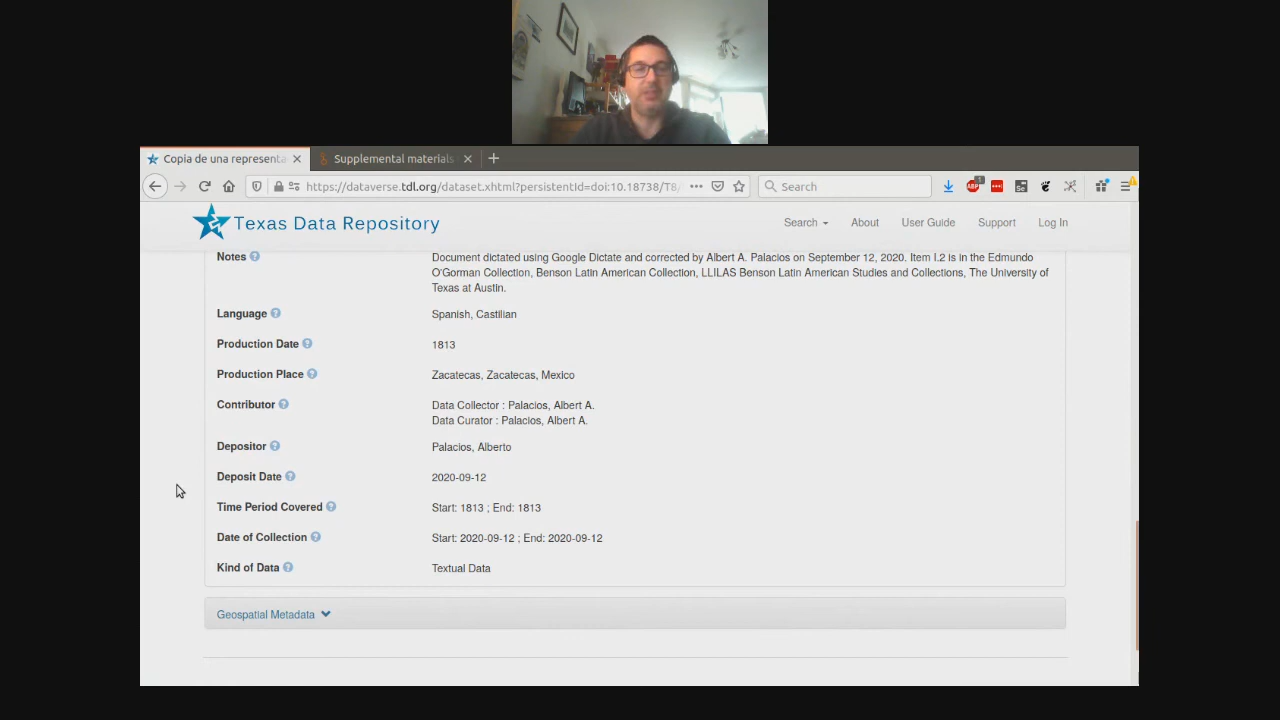 Copia de una representa
Supplemental materials
https://dataverse.tdl.org/dataset.xhtml?persistentId=doi:10.18738/T8/
Search
ABP
1
Texas Data Repository
Search
About
User Guide
Support
Log In
Notes
Document dictated using Google Dictate and corrected by Albert A. Palacios on September 12, 2020. Item I.2 is in the Edmundo
O'Gorman Collection, Benson Latin American Collection, LLILAS Benson Latin American Studies and Collections, The University of
Texas at Austin.
Language
Spanish, Castilian
Production Date
1813
Production Place
Zacatecas, Zacatecas, Mexico
Contributor
Data Collector : Palacios, Albert A.
Data Curator : Palacios, Albert A.
Depositor
Palacios, Alberto
Deposit Date
2020-09-12
Time Period Covered
Start: 1813 ; End: 1813
Date of Collection
Start: 2020-09-12 ; End: 2020-09-12
Kind of Data
Textual Data
Geospatial Metadata